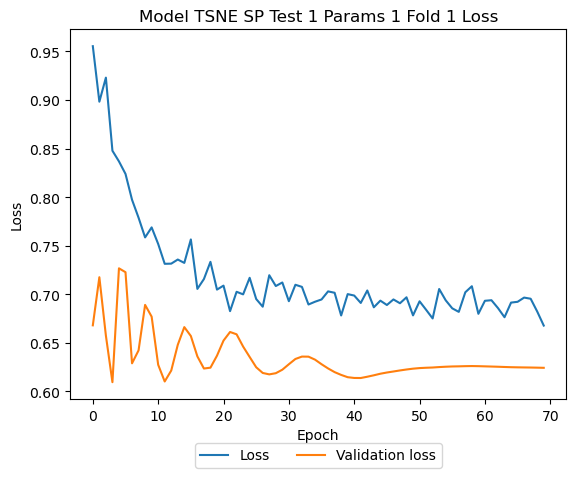 Model TSNE SP Test 1 Params 1 Fold 1 Loss
0.95
0.90
0.85
0.80
0.75
0.70
0.65
0.60
Loss
0 10 20 30 40 50 60 70
Epoch
Loss Validation loss